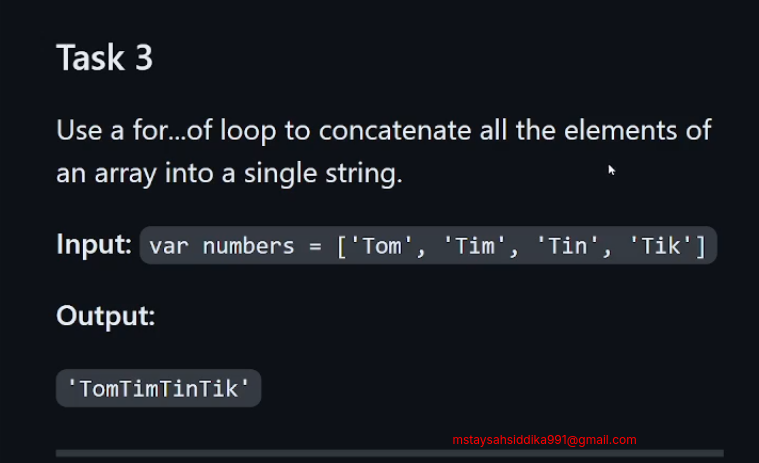 Task 3
Use a for...of loop to concatenate all the elements of
an array into a single string.
Input: var numbers = ['Tom', 'Tim', 'Tin', 'Tik']
Output:
'TomTimTinTik'
mstaysahsiddika991@gmail.com